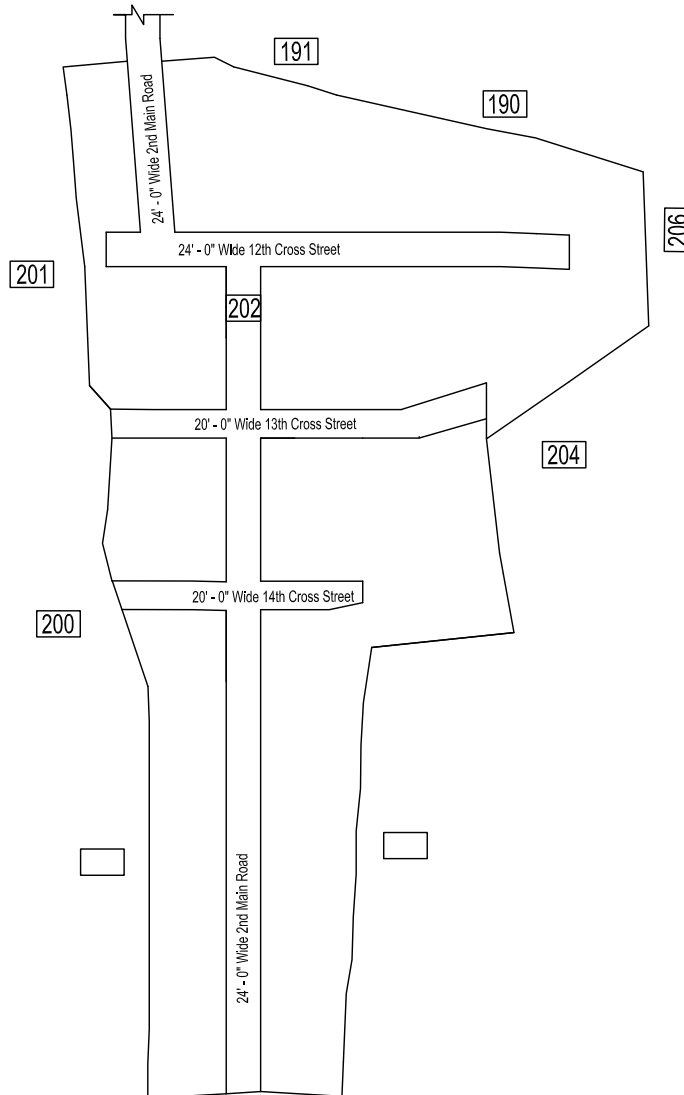 191
190
24' - 0" Wide 2nd Main Road
206
24' - 0" Wide 12th Cross Street
201
202
20' - 0" Wide 13th Cross Street
204
20' - 0" Wide 14th Cross Street
200
24' - 0" Wide 2nd Main Road